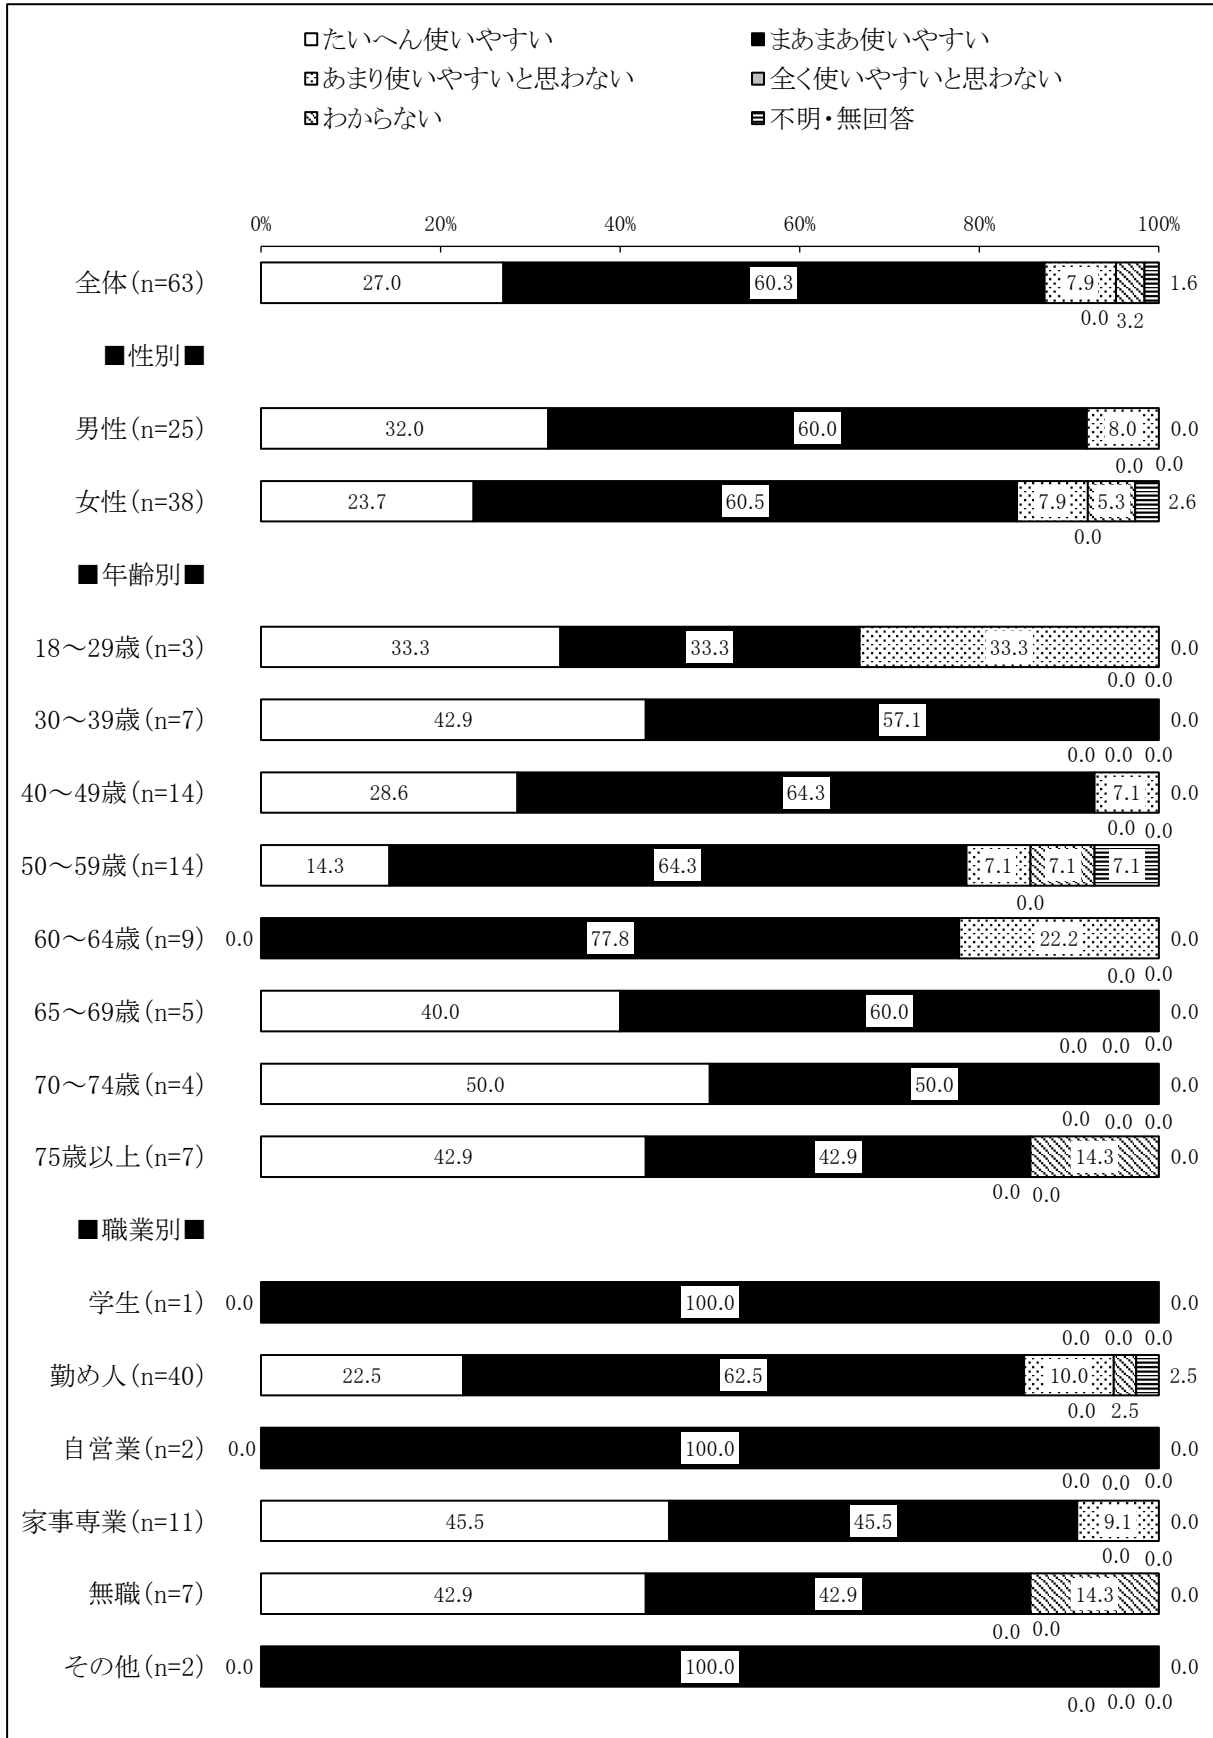 □たいへん使いやすい ■まあまあ使いやすい
あまり使いやすいと思わない 全く使いやすいと思わない
わからない 不明・無回答
0% 20% 40% 60% 80% 100%
全体(n=63) 27.0 60.3 7.9 1.6
0.0 3.2
■性別■
男性(n=25) 32.0 60.0 8.0 0.0
0.0 0.0
女性(n=38) 23.7 60.5 7.9 5.3 2.6
0.0
■年齢別■
18～29歳(n=3) 33.3 33.3 33.3 0.0
0.0 0.0
30～39歳(n=7) 42.9 57.1 0.0
0.0 0.0 0.0
40～49歳(n=14) 28.6 64.3 7.1 0.0
0.0 0.0
50～59歳(n=14) 14.3 64.3 7.1 7.1 7.1
0.0
60～64歳(n=9) 0.0 77.8 22.2 0.0
0.0 0.0
65～69歳(n=5) 40.0 60.0 0.0
0.0 0.0 0.0
70～74歳(n=4) 50.0 50.0 0.0
0.0 0.0 0.0
75歳以上(n=7) 42.9 42.9 14.3 0.0
0.0 0.0
■職業別■
学生(n=1) 0.0 100.0 0.0
0.0 0.0 0.0
勤め人(n=40) 22.5 62.5 10.0 2.5
0.0 2.5
自営業(n=2) 0.0 100.0 0.0
0.0 0.0 0.0
家事専業(n=11) 45.5 45.5 9.1 0.0
0.0 0.0
無職(n=7) 42.9 42.9 14.3 0.0
0.0 0.0
その他(n=2) 0.0 100.0 0.0
0.0 0.0 0.0